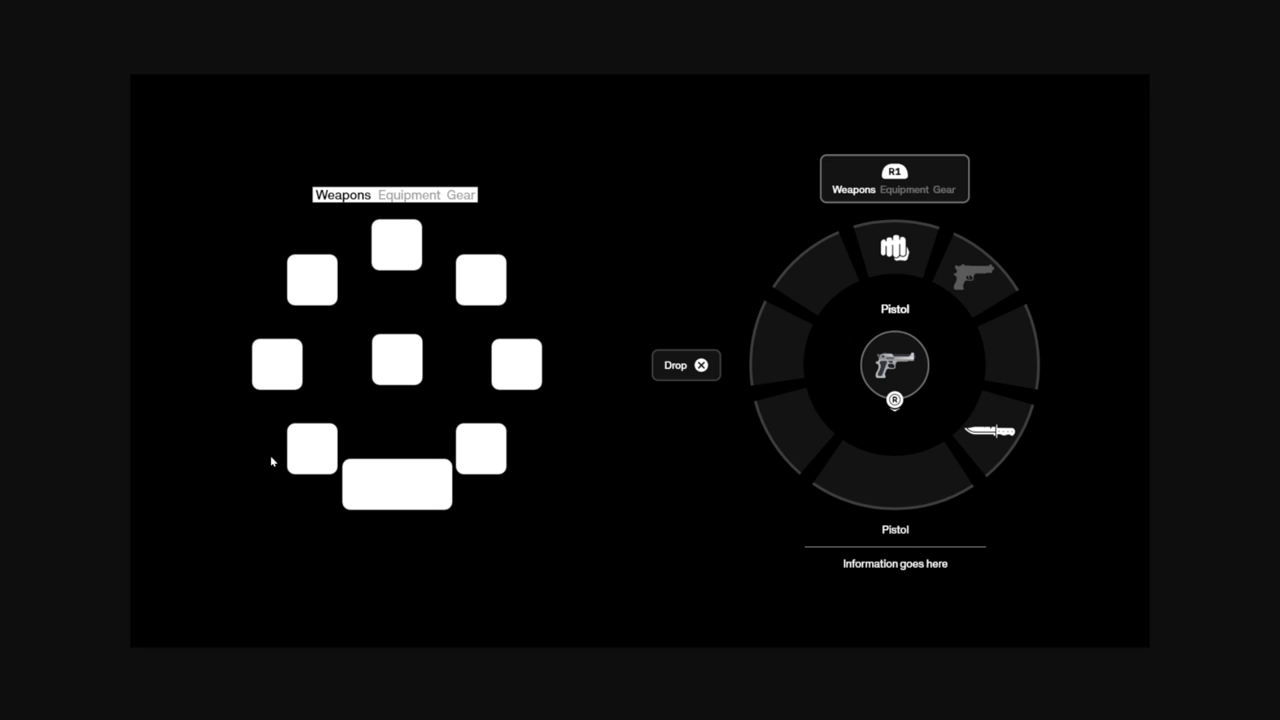 Weapons Equipment Gear
R1
Weapons Equipment Gear
Pistol
Drop
R
Pistol
Information goes here